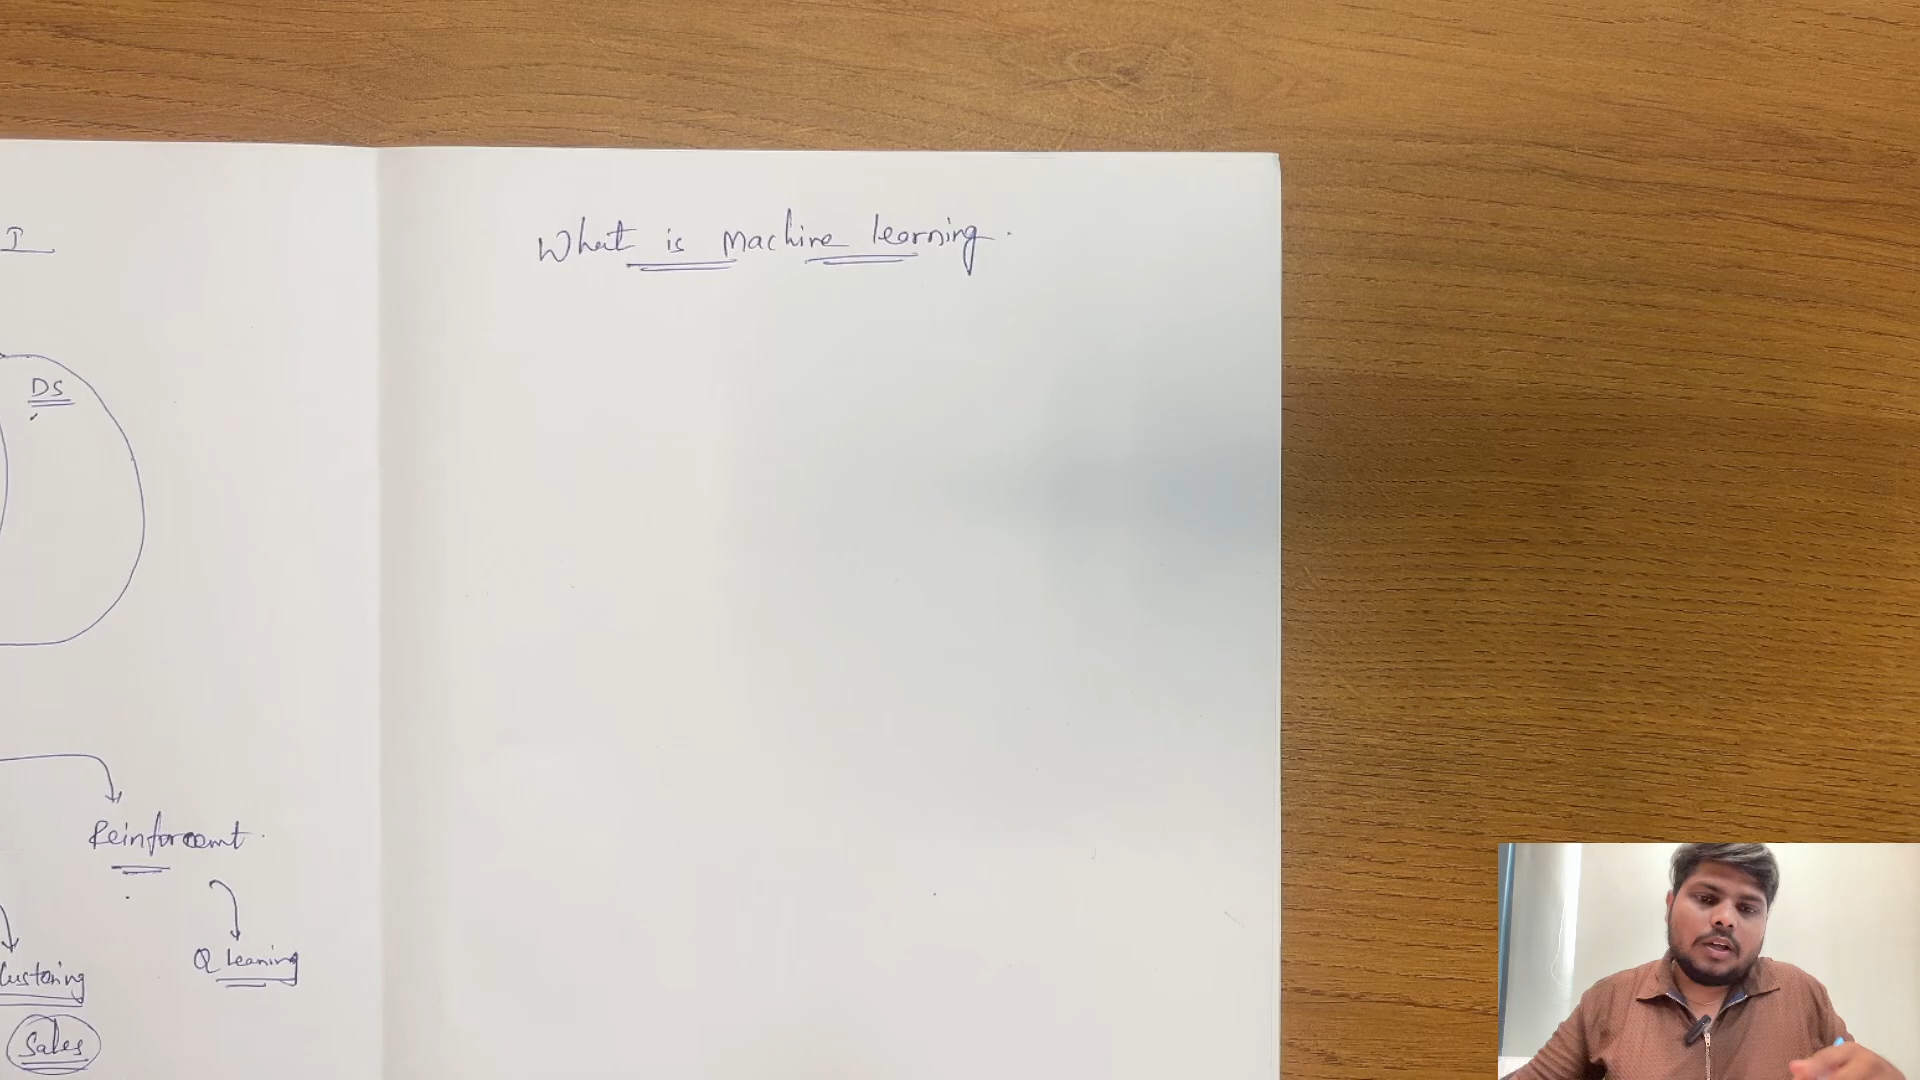 I
DS
Reinforcemt.
Q leaning
lustering
Sales
What is Machine learning.